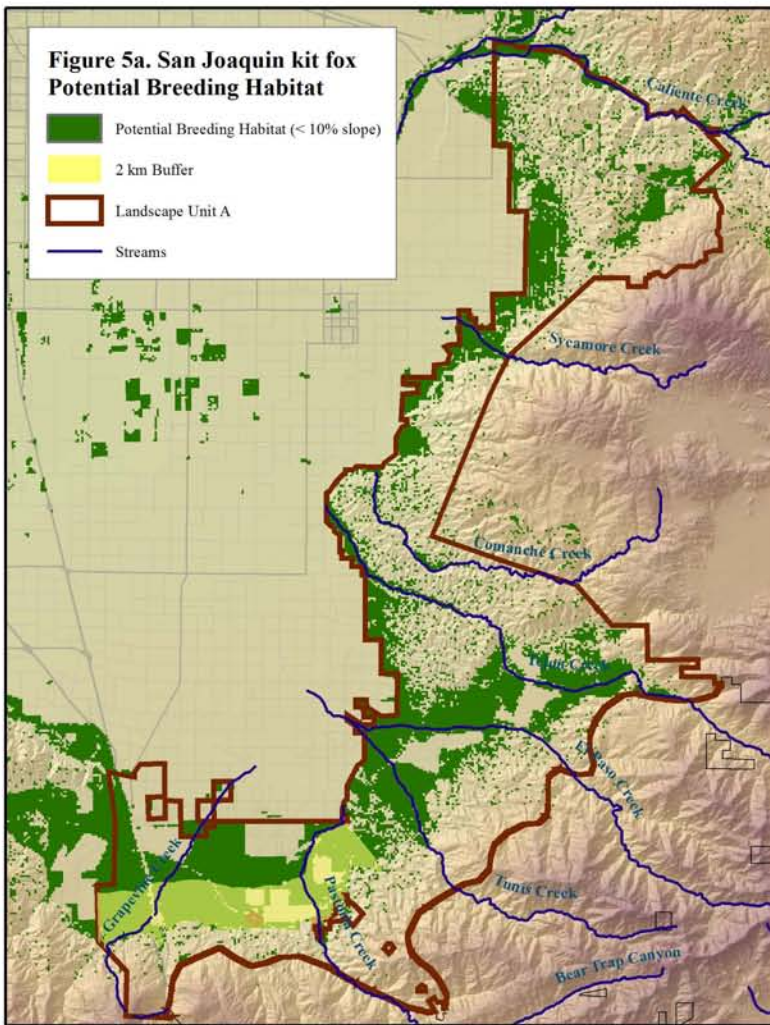 Figure 5a. San Joaquin kit fox
Potential Breeding Habitat
Potential Breeding Habitat (< 10% slope)
2 km Buffer
Landscape Unit A
Streams
Caliente Creek
Sycamore Creek
Comanche Creek
Tejon Creek
El Paso Creek
Grapevine Creek
Pastoria Creek
Tunis Creek
Bear Trap Canyon